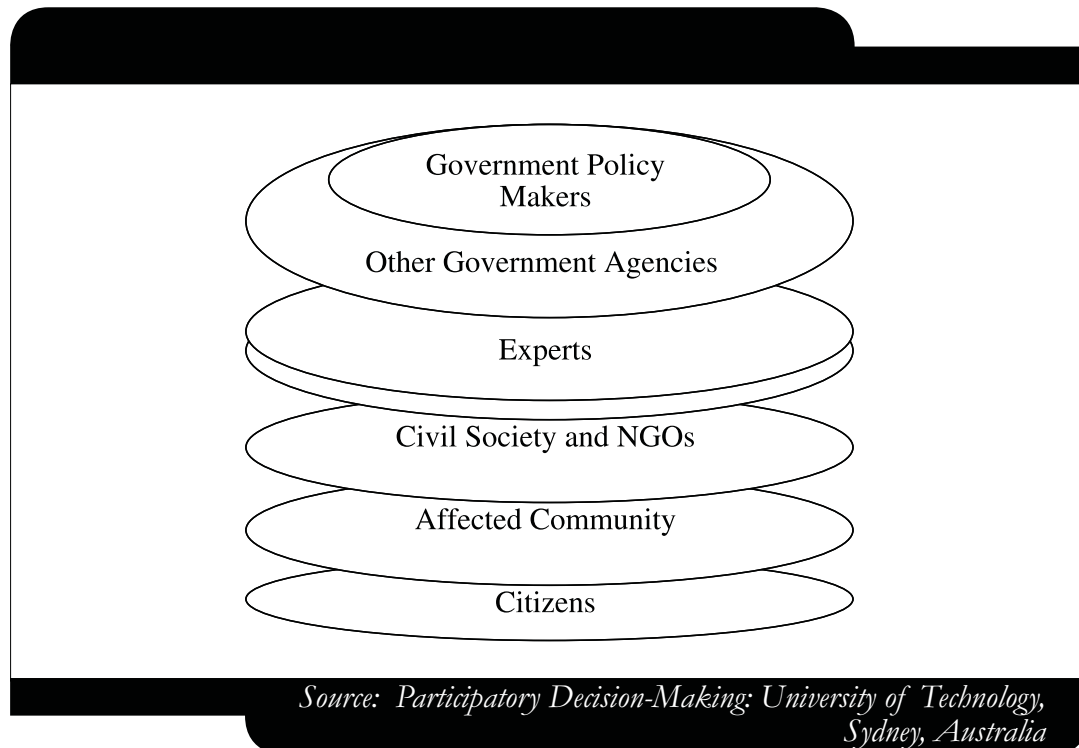 Government Policy
Makers
Other Government Agencies
Experts
Civil Society and NGOs
Affected Community
Citizens
Source: Participatory Decision-Making: University of Technology,
Sydney, Australia